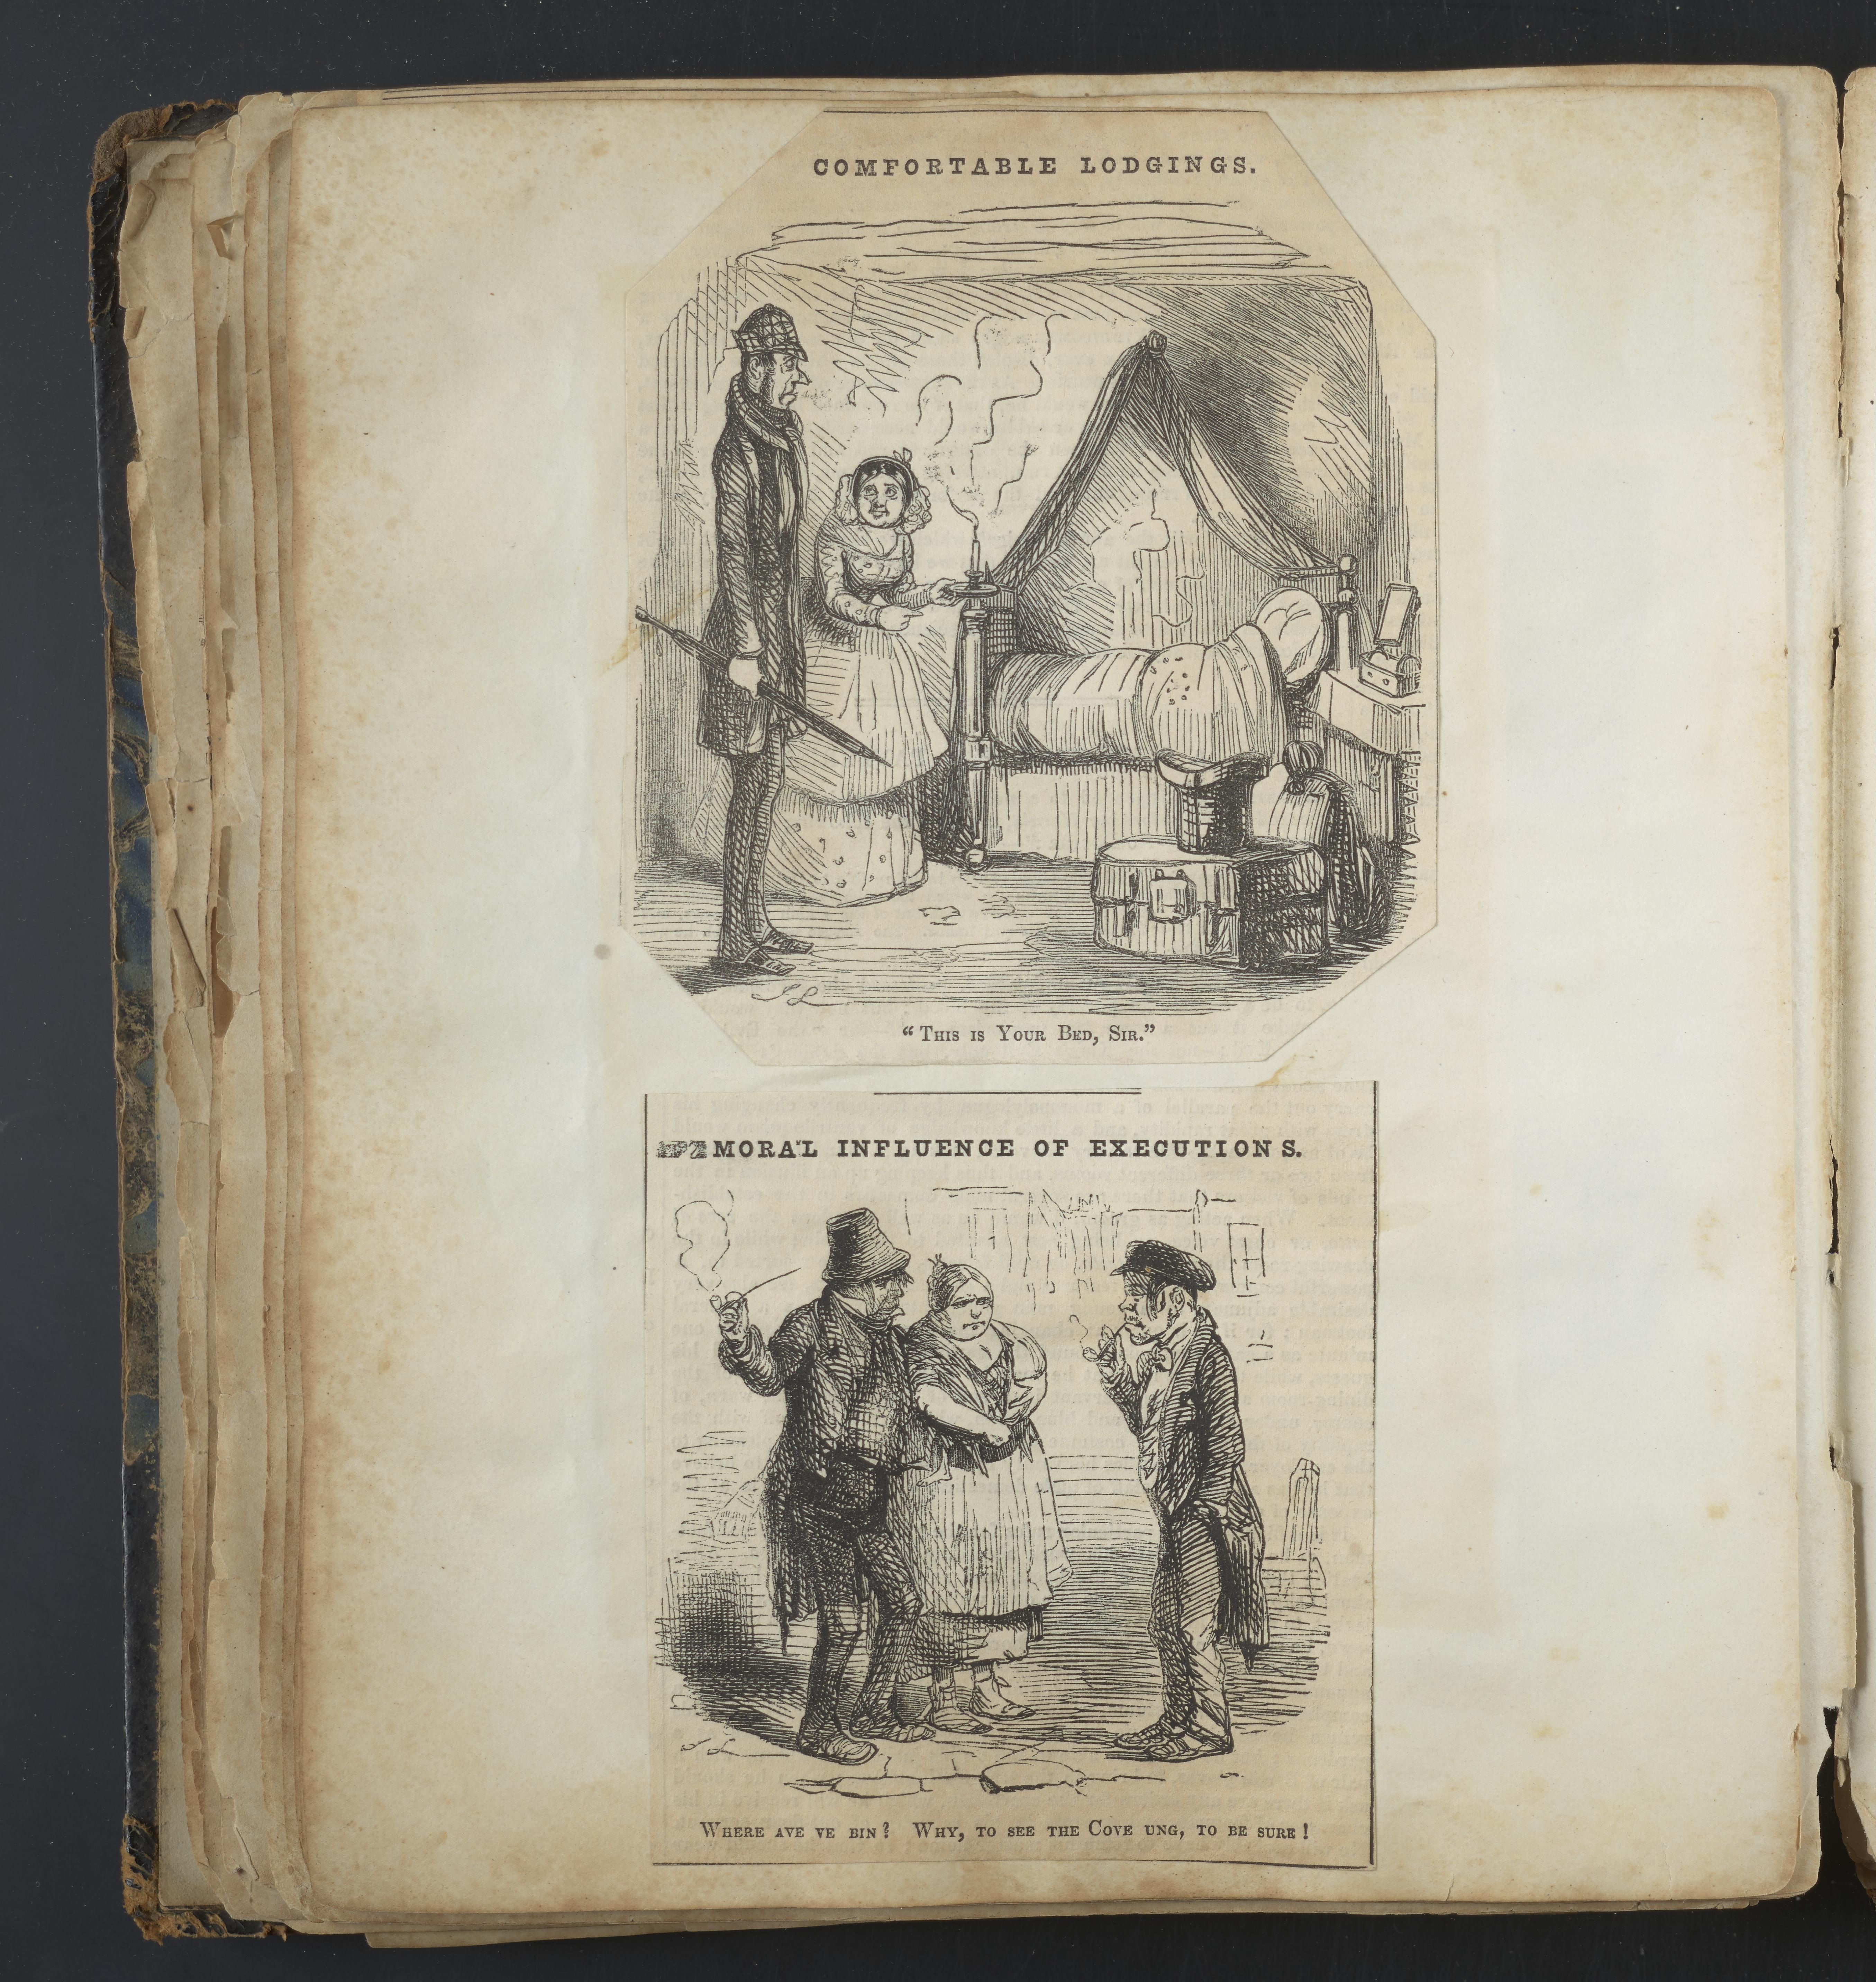 COMFORTABLE LODGINGS.
J L
"THIS IS YOUR BED, SIR."
MORAL INFLUENCE OF EXECUTIONS.
J L
WHERE AVE VE BIN? WHY, TO SEE THE COVE UNG, TO BE SURE!